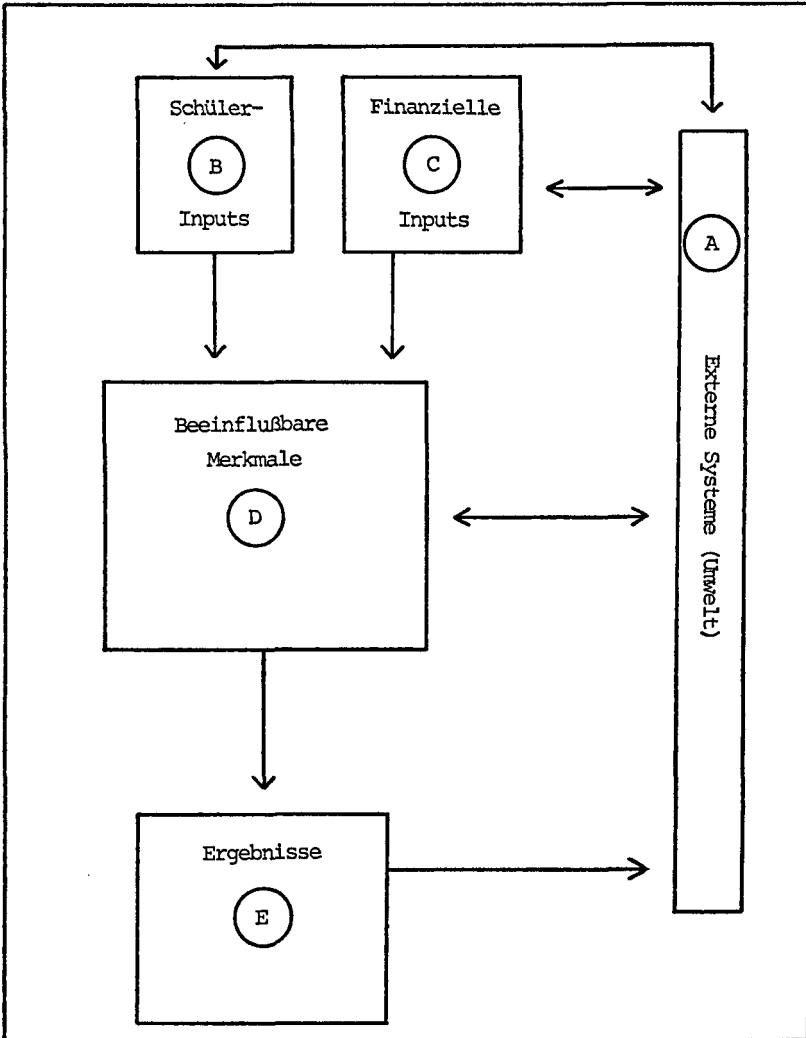 Schüler-
B
Inputs
Finanzielle
C
Inputs
A
Externe Systeme (Umwelt)
Beeinflußbare
Merkmale
D
Ergebnisse
E